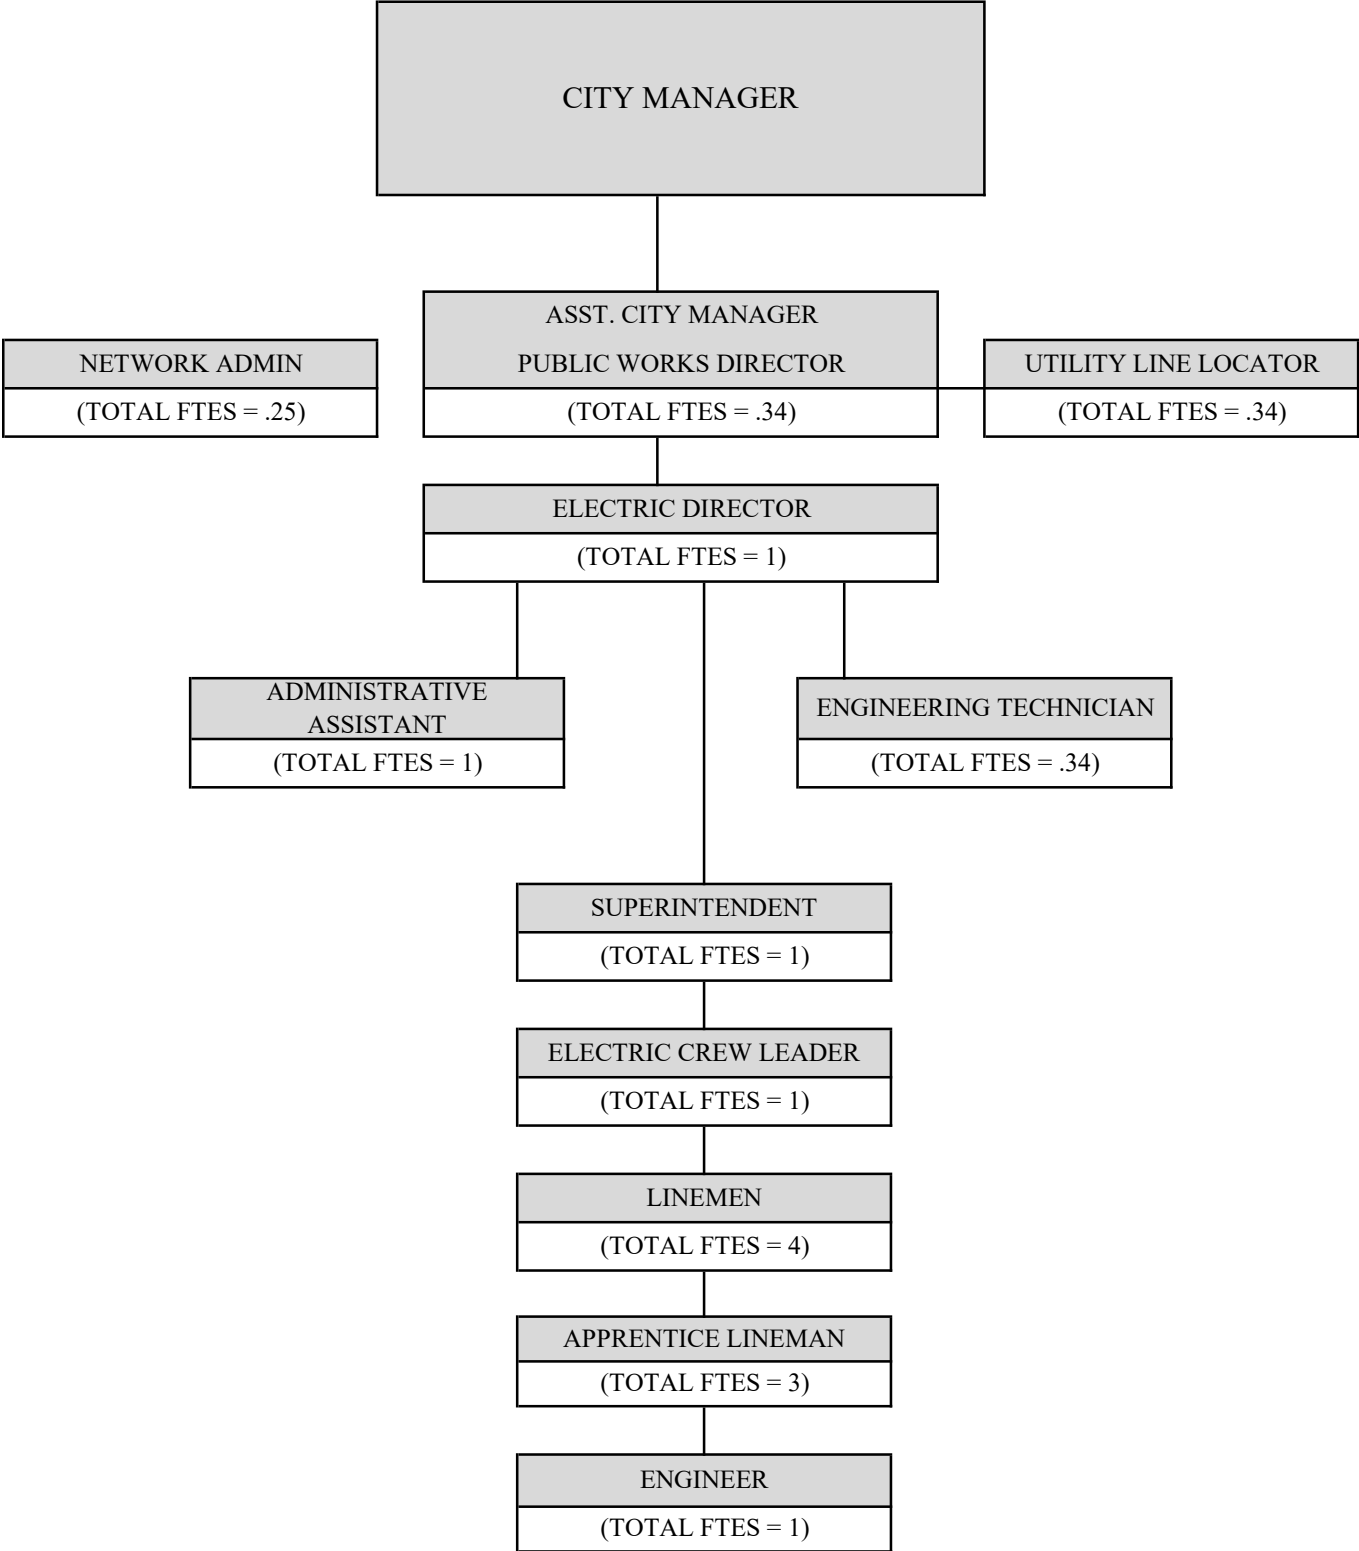 CITY MANAGER
ASST. CITY MANAGER
PUBLIC WORKS DIRECTOR
(TOTAL FTES = .34)
NETWORK ADMIN
(TOTAL FTES = .25)
UTILITY LINE LOCATOR
(TOTAL FTES = .34)
ELECTRIC DIRECTOR
(TOTAL FTES = 1)
ADMINISTRATIVE
ASSISTANT
(TOTAL FTES = 1)
ENGINEERING TECHNICIAN
(TOTAL FTES = .34)
SUPERINTENDENT
(TOTAL FTES = 1)
ELECTRIC CREW LEADER
(TOTAL FTES = 1)
LINEMEN
(TOTAL FTES = 4)
APPRENTICE LINEMAN
(TOTAL FTES = 3)
ENGINEER
(TOTAL FTES = 1)